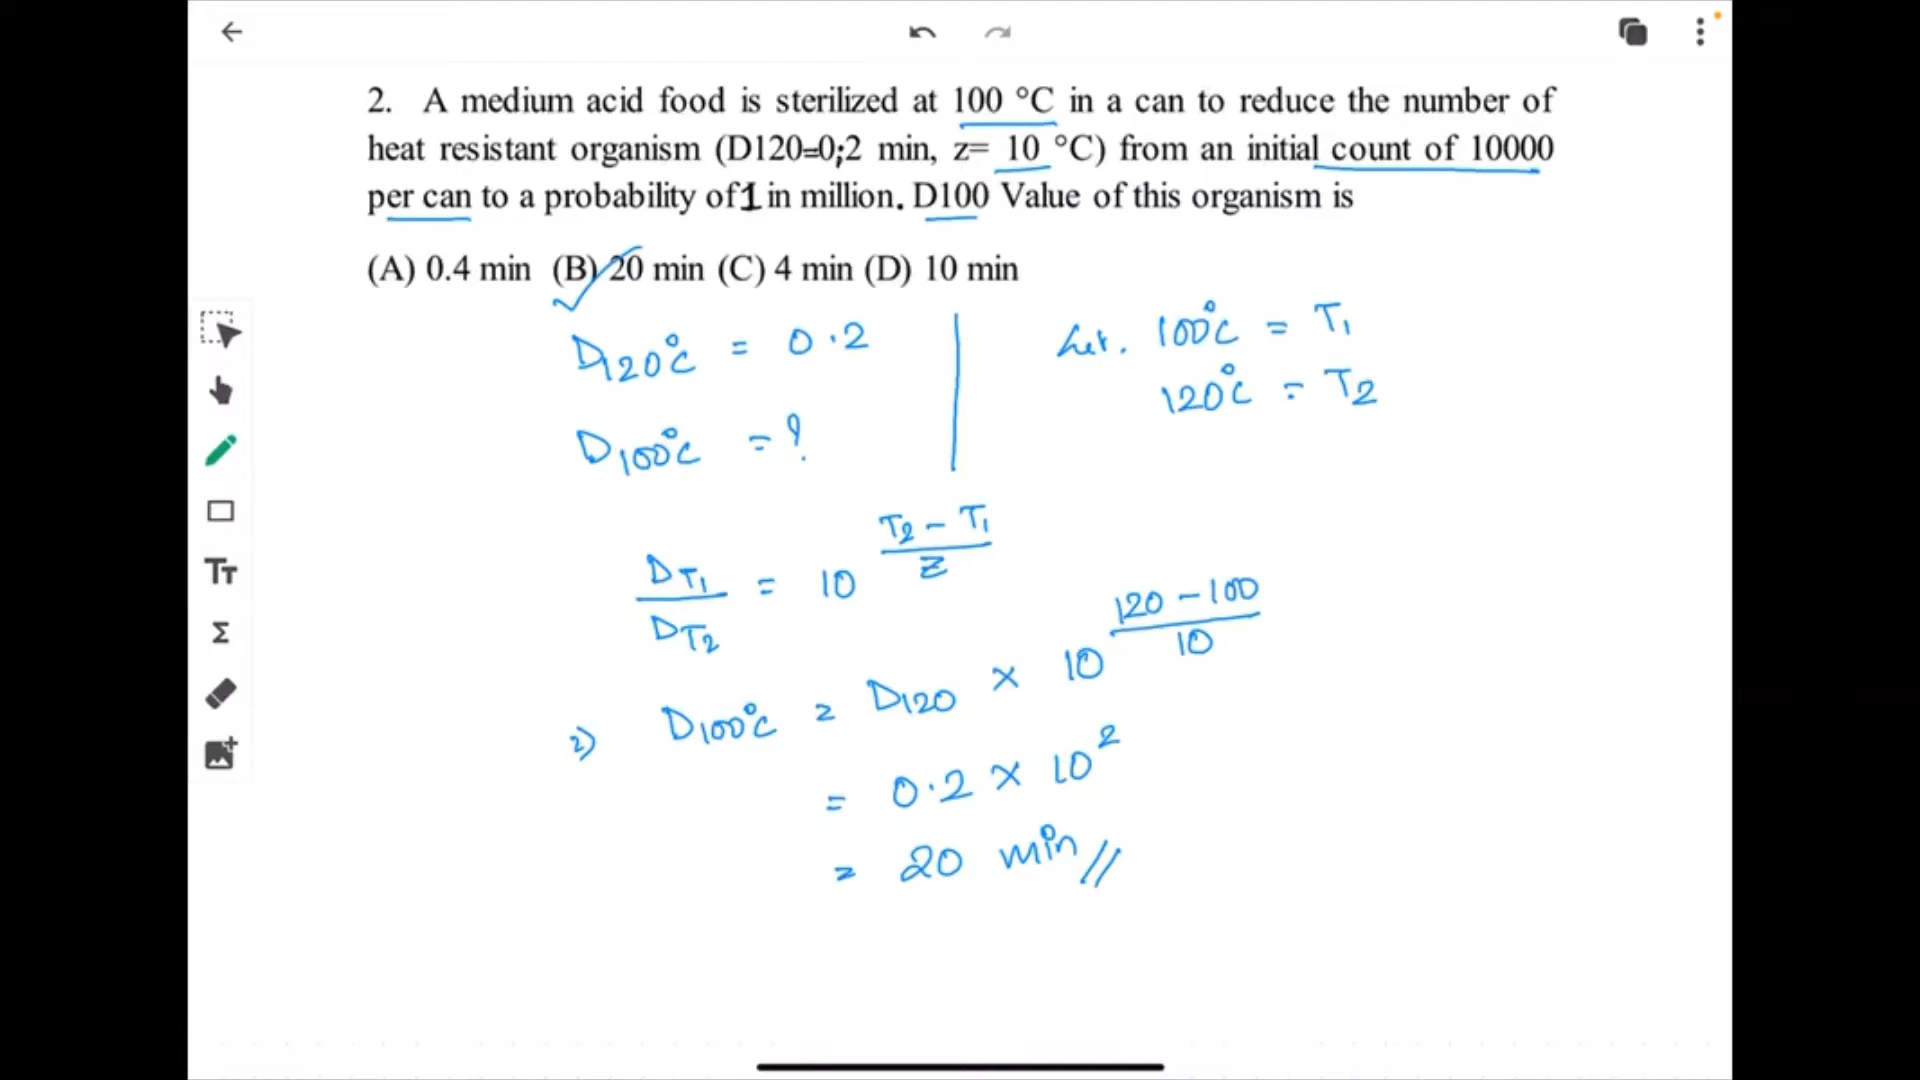 2. A medium acid food is sterilized at 100 °C in a can to reduce the number of
heat resistant organism (D120=0;2 min, z= 10 °C) from an initial count of 10000
per can to a probability of 1 in million. D100 Value of this organism is
(A) 0.4 min (B) 20 min (C) 4 min (D) 10 min
D120°C = 0.2
D100°C = ?
Let. 100°C = T1
120°C = T2
DT1/DT2 = 10^(T2 - T1)/Z
=) D100°C = D120 × 10^(120 - 100)/10
= 0.2 × 10^2
= 20 min //
TT
Σ